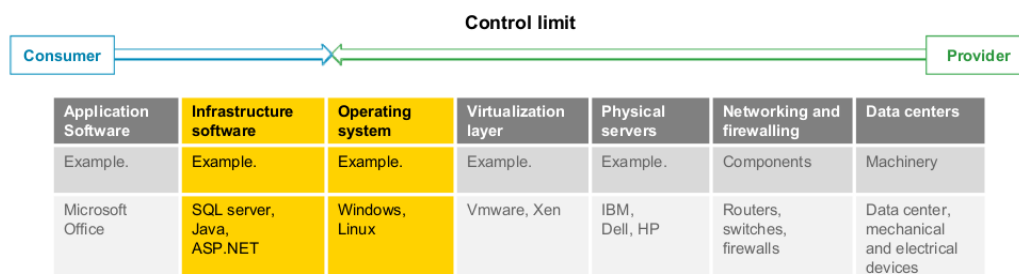 Control limit
Consumer
Provider
Application
Software
Infrastructure
software
Operating
system
Virtualization
layer
Physical
servers
Networking and
firewalling
Data centers
Example.
Example.
Example.
Example.
Example.
Components
Machinery
Microsoft
Office
SQL server,
Java,
ASP.NET
Windows,
Linux
Vmware, Xen
IBM,
Dell, HP
Routers,
switches,
firewalls
Data center,
mechanical
and electrical
devices